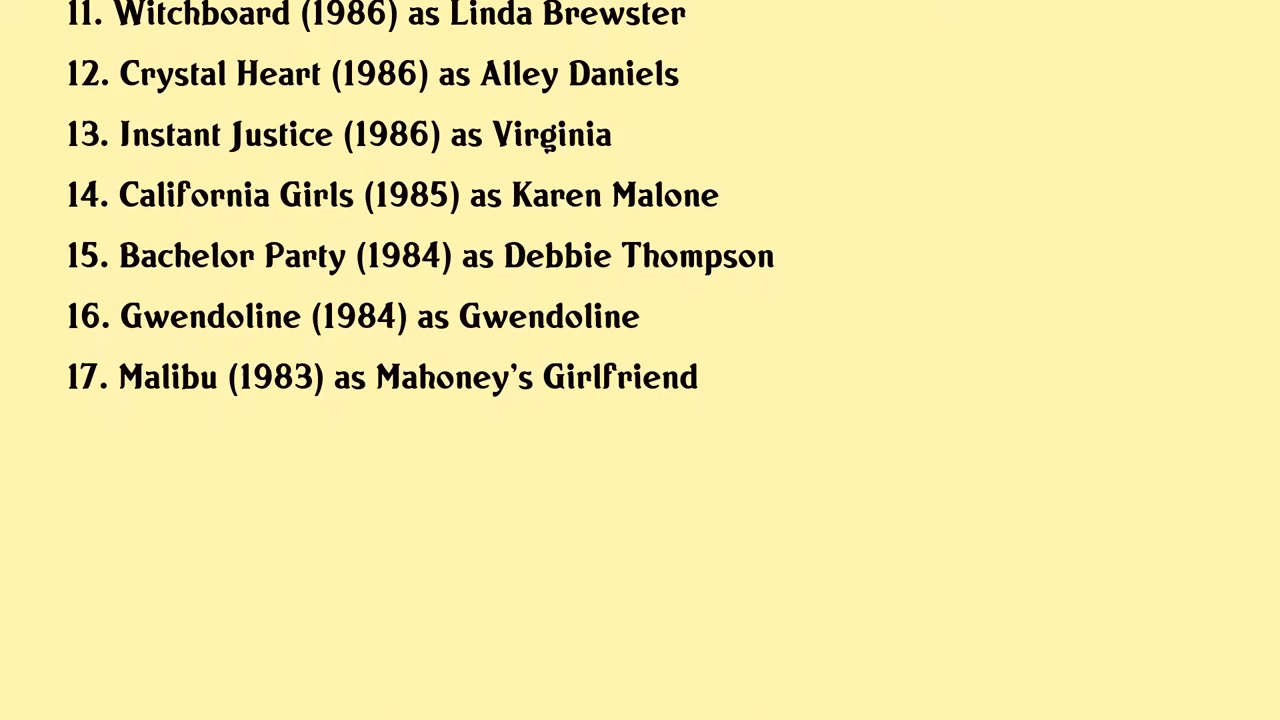 11. Witchboard (1986) as Linda Brewster
12. Crystal Heart (1986) as Alley Daniels
13. Instant Justice (1986) as Virginia
14. California Girls (1985) as Karen Malone
15. Bachelor Party (1984) as Debbie Thompson
16. Gwendoline (1984) as Gwendoline
17. Malibu (1983) as Mahoney’s Girlfriend